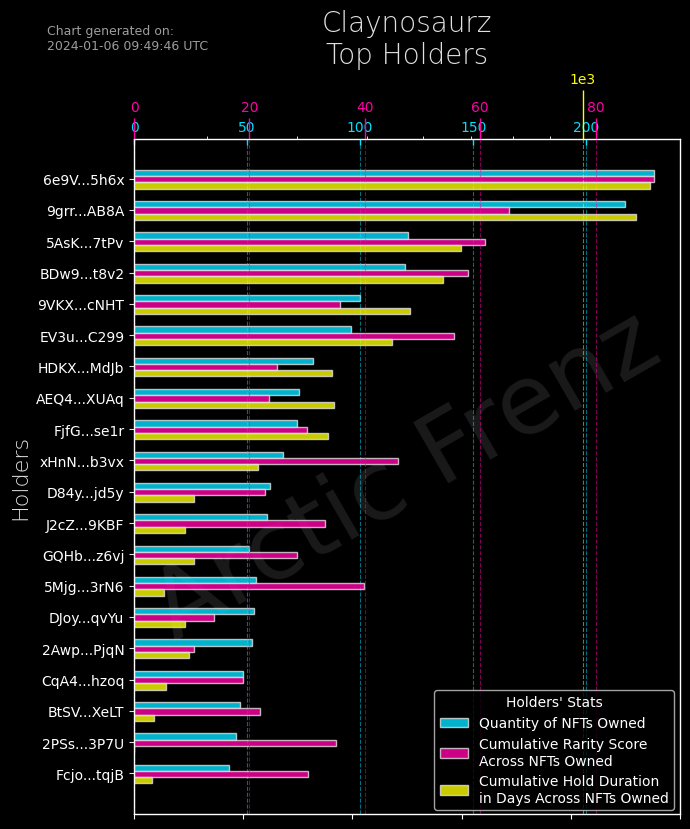 Chart generated on:
2024-01-06 09:49:46 UTC
Claynosaurz
Top Holders
1e3
0 20 40 60 80
0 50 100 150 200
6e9V...5h6x
9grr...AB8A
5AsK...7tPv
BDw9...t8v2
9VKX...cNHT
EV3u...C299
HDKX...MdJb
AEQ4...XUAq
FjfG...se1r
xHnN...b3vx
D84y...jd5y
J2cZ...9KBF
GQHb...z6vj
5Mjg...3rN6
DJoy...qvYu
2Awp...PjqN
CqA4...hzoq
BtSV...XeLT
2PSs...3P7U
Fcjo...tqjB
Holders
Arctic Frenz
Holders' Stats
Quantity of NFTs Owned
Cumulative Rarity Score
Across NFTs Owned
Cumulative Hold Duration
in Days Across NFTs Owned